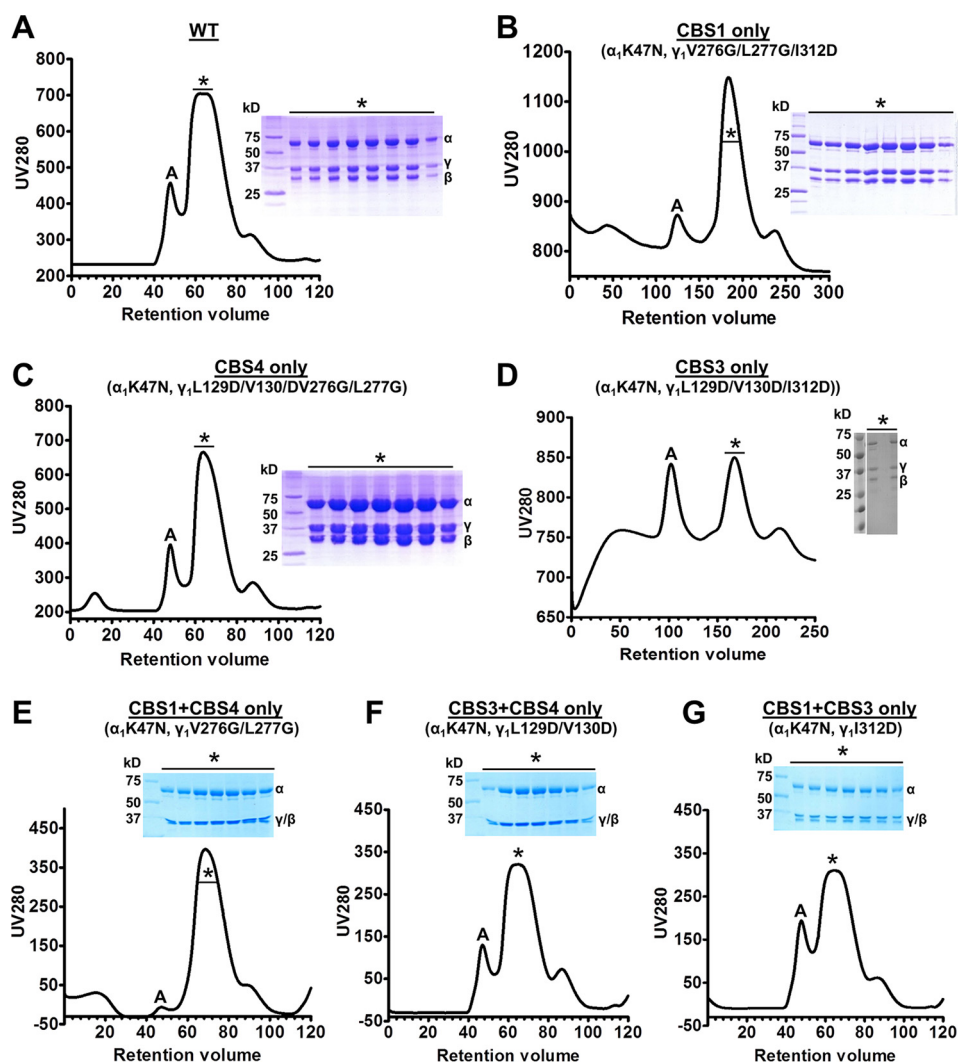 A
WT
UV280
800
700
600
500
400
300
200
0 20 40 60 80 100 120
Retention volume
A
*
*
kD
75
50
37
25
α
γ
β
B
CBS1 only
(α₁K47N, γ₁V276G/L277G/I312D
UV280
1200
1100
1000
900
800
0 50 100 150 200 250 300
Retention volume
A
*
*
kD
75
50
37
25
α
γ
β
C
CBS4 only
(α₁K47N, γ₁L129D/V130/DV276G/L277G)
UV280
800
700
600
500
400
300
200
0 20 40 60 80 100 120
Retention volume
A
*
*
kD
75
50
37
25
α
γ
β
D
CBS3 only
(α₁K47N, γ₁L129D/V130D/I312D))
UV280
900
850
800
750
700
650
0 50 100 150 200 250
Retention volume
A
*
*
kD
75
50
37
25
α
γ
β
E
CBS1+CBS4 only
(α₁K47N, γ₁V276G/L277G)
*
kD
75
50
37
α
γ/β
UV280
450
350
250
150
50
-50
0 20 40 60 80 100 120
Retention volume
A
*
F
CBS3+CBS4 only
(α₁K47N, γ₁L129D/V130D)
*
kD
75
50
37
α
γ/β
UV280
450
350
250
150
50
-50
0 20 40 60 80 100 120
Retention volume
A
*
G
CBS1+CBS3 only
(α₁K47N, γ₁I312D)
*
kD
75
50
37
α
γ/β
UV280
450
350
250
150
50
-50
0 20 40 60 80 100 120
Retention volume
A
*